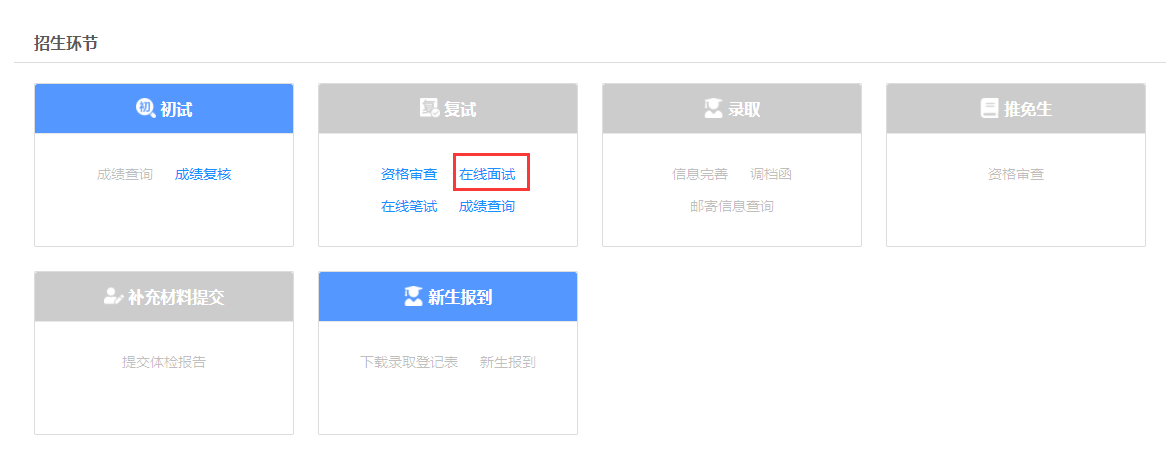 招生环节
初 初试
成绩查询 成绩复核
复 复试
资格审查 在线面试
在线笔试 成绩查询
录取
信息完善 调档函
邮寄信息查询
推免生
资格审查
补充材料提交
提交体检报告
新生报到
下载录取登记表 新生报到